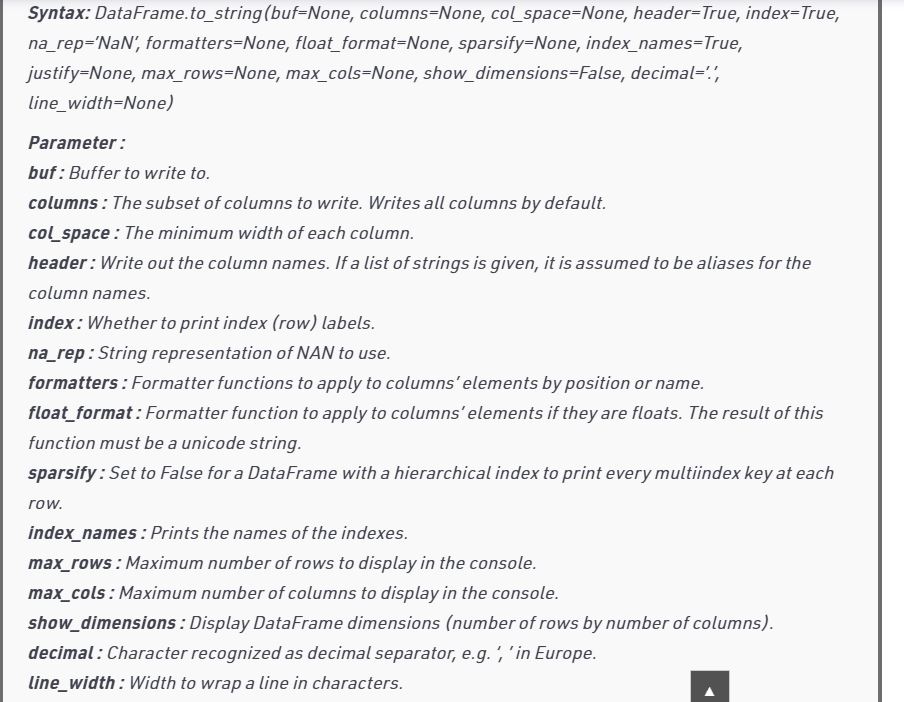 Syntax: DataFrame.to_string(buf=None, columns=None, col_space=None, header=True, index=True,
na_rep=’NaN’, formatters=None, float_format=None, sparsify=None, index_names=True,
justify=None, max_rows=None, max_cols=None, show_dimensions=False, decimal=’.’,
line_width=None)
Parameter :
buf : Buffer to write to.
columns : The subset of columns to write. Writes all columns by default.
col_space : The minimum width of each column.
header : Write out the column names. If a list of strings is given, it is assumed to be aliases for the
column names.
index : Whether to print index (row) labels.
na_rep : String representation of NAN to use.
formatters : Formatter functions to apply to columns’ elements by position or name.
float_format : Formatter function to apply to columns’ elements if they are floats. The result of this
function must be a unicode string.
sparsify : Set to False for a DataFrame with a hierarchical index to print every multiindex key at each
row.
index_names : Prints the names of the indexes.
max_rows : Maximum number of rows to display in the console.
max_cols : Maximum number of columns to display in the console.
show_dimensions : Display DataFrame dimensions (number of rows by number of columns).
decimal : Character recognized as decimal separator, e.g. ‘, ’ in Europe.
line_width : Width to wrap a line in characters.